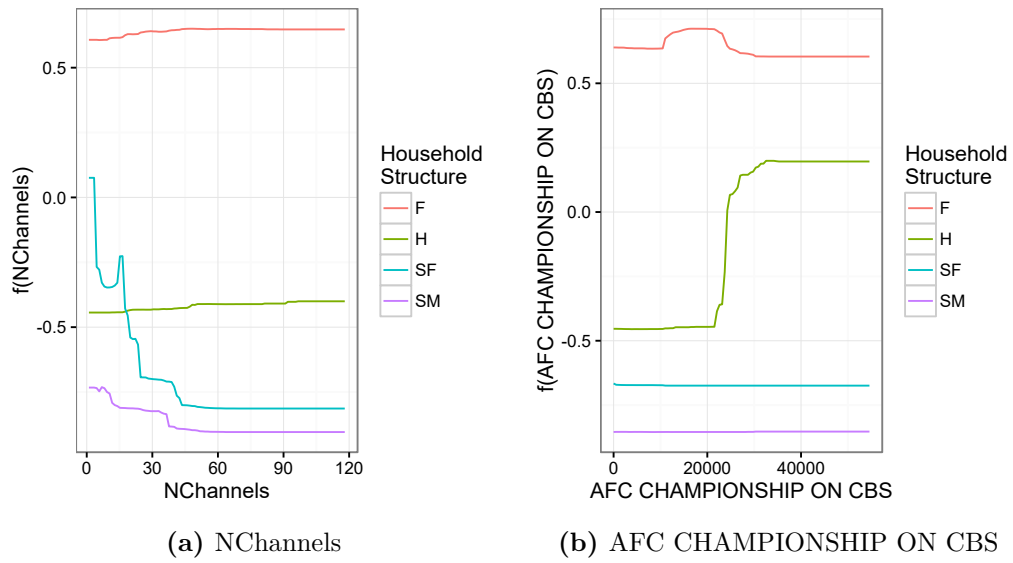 f(NChannels)
0.5
0.0
-0.5
0
30
60
90
120
NChannels
Household
Structure
F
H
SF
SM
(a) NChannels
f(AFC CHAMPIONSHIP ON CBS)
0.5
0.0
-0.5
0
20000
40000
AFC CHAMPIONSHIP ON CBS
Household
Structure
F
H
SF
SM
(b) AFC CHAMPIONSHIP ON CBS